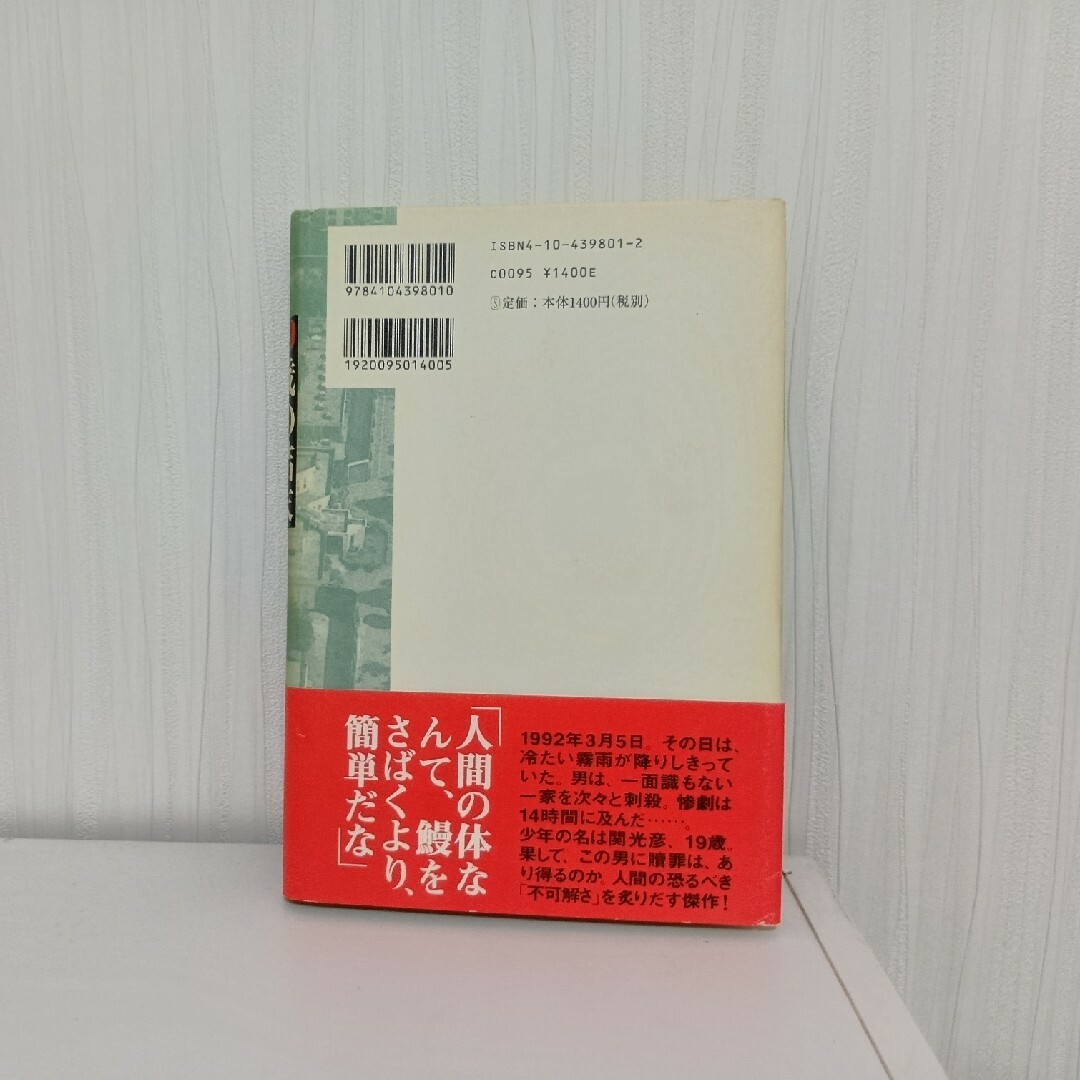 ISBN4-10-439801-2
C0095 ¥1400E
③定価：本体1400円(税別)
9784104398010
1920095014005
「人間の体な
んて、鰻を
さばくより、
簡単だな」
1992年3月5日。その日は、
冷たい霧雨が降りしきって
いた。男は、一面識もない
一家を次々と刺殺。惨劇は
14時間に及んだ……。
少年の名は関光彦、19歳。
果して、この男に贖罪は、あ
り得るのか。人間の恐るべき
「不可解さ」を炙りだす傑作！